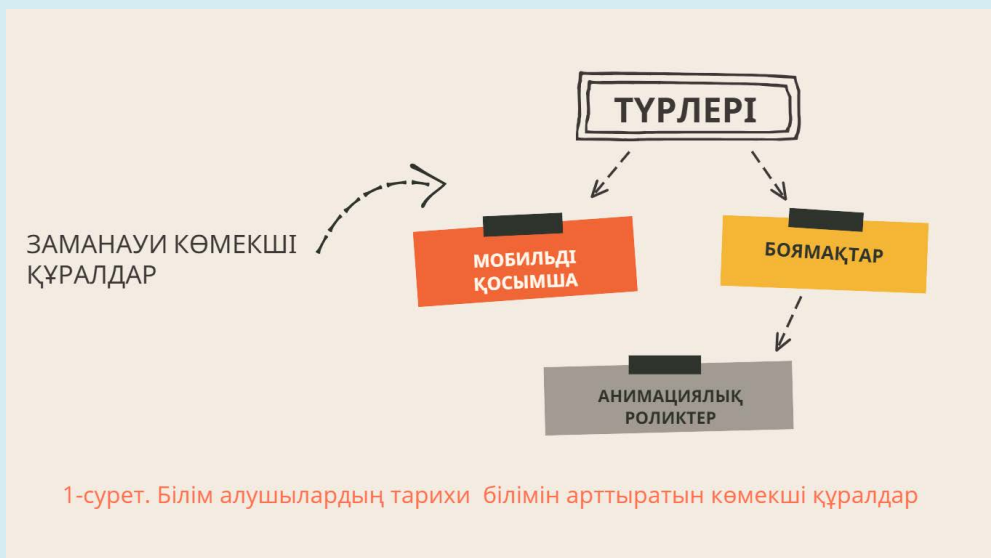 ТҮРЛЕРІ
ЗАМАНАУИ КӨМЕКШІ
ҚҰРАЛДАР
МОБИЛЬДІ
ҚОСЫМША
БОЯМАҚТАР
АНИМАЦИЯЛЫҚ
РОЛИКТЕР
1-сурет. Білім алушылардың тарихи  білімін арттыратын көмекші құралдар